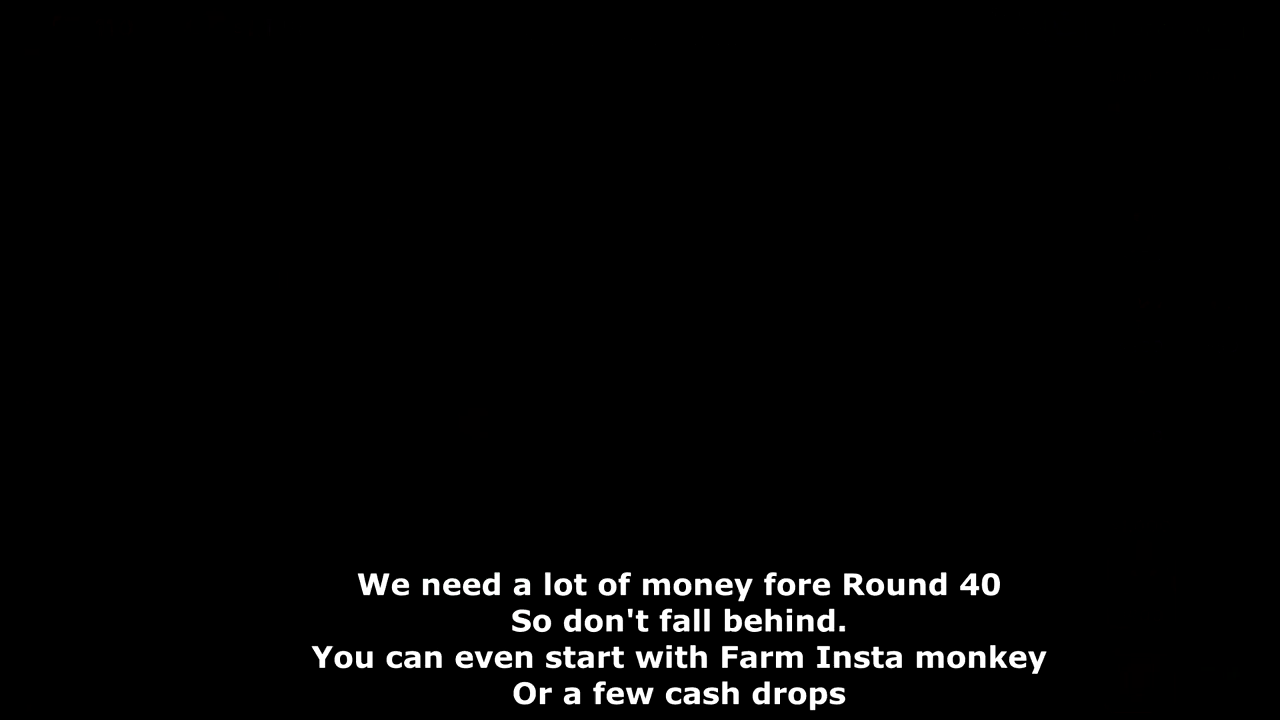 We need a lot of money fore Round 40
So don't fall behind.
You can even start with Farm Insta monkey
Or a few cash drops